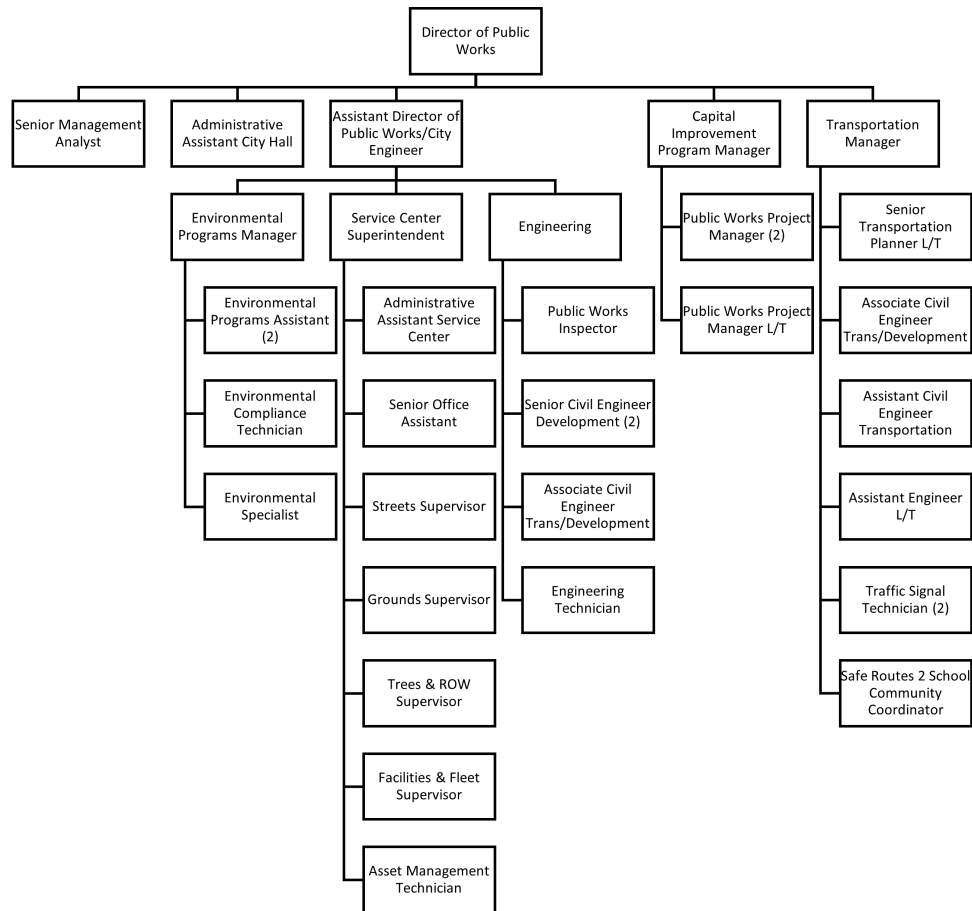 Director of Public
Works
Senior Management
Analyst
Administrative
Assistant City Hall
Assistant Director of
Public Works/City
Engineer
Capital
Improvement
Program Manager
Transportation
Manager
Environmental
Programs Manager
Service Center
Superintendent
Engineering
Public Works Project
Manager (2)
Senior
Transportation
Planner L/T
Environmental
Programs Assistant
(2)
Administrative
Assistant Service
Center
Public Works
Inspector
Public Works Project
Manager L/T
Associate Civil
Engineer
Trans/Development
Environmental
Compliance
Technician
Senior Office
Assistant
Senior Civil Engineer
Development (2)
Assistant Civil
Engineer
Transportation
Environmental
Specialist
Streets Supervisor
Associate Civil
Engineer
Trans/Development
Assistant Engineer
L/T
Grounds Supervisor
Engineering
Technician
Traffic Signal
Technician (2)
Trees & ROW
Supervisor
Safe Routes 2 School
Community
Coordinator
Facilities & Fleet
Supervisor
Asset Management
Technician